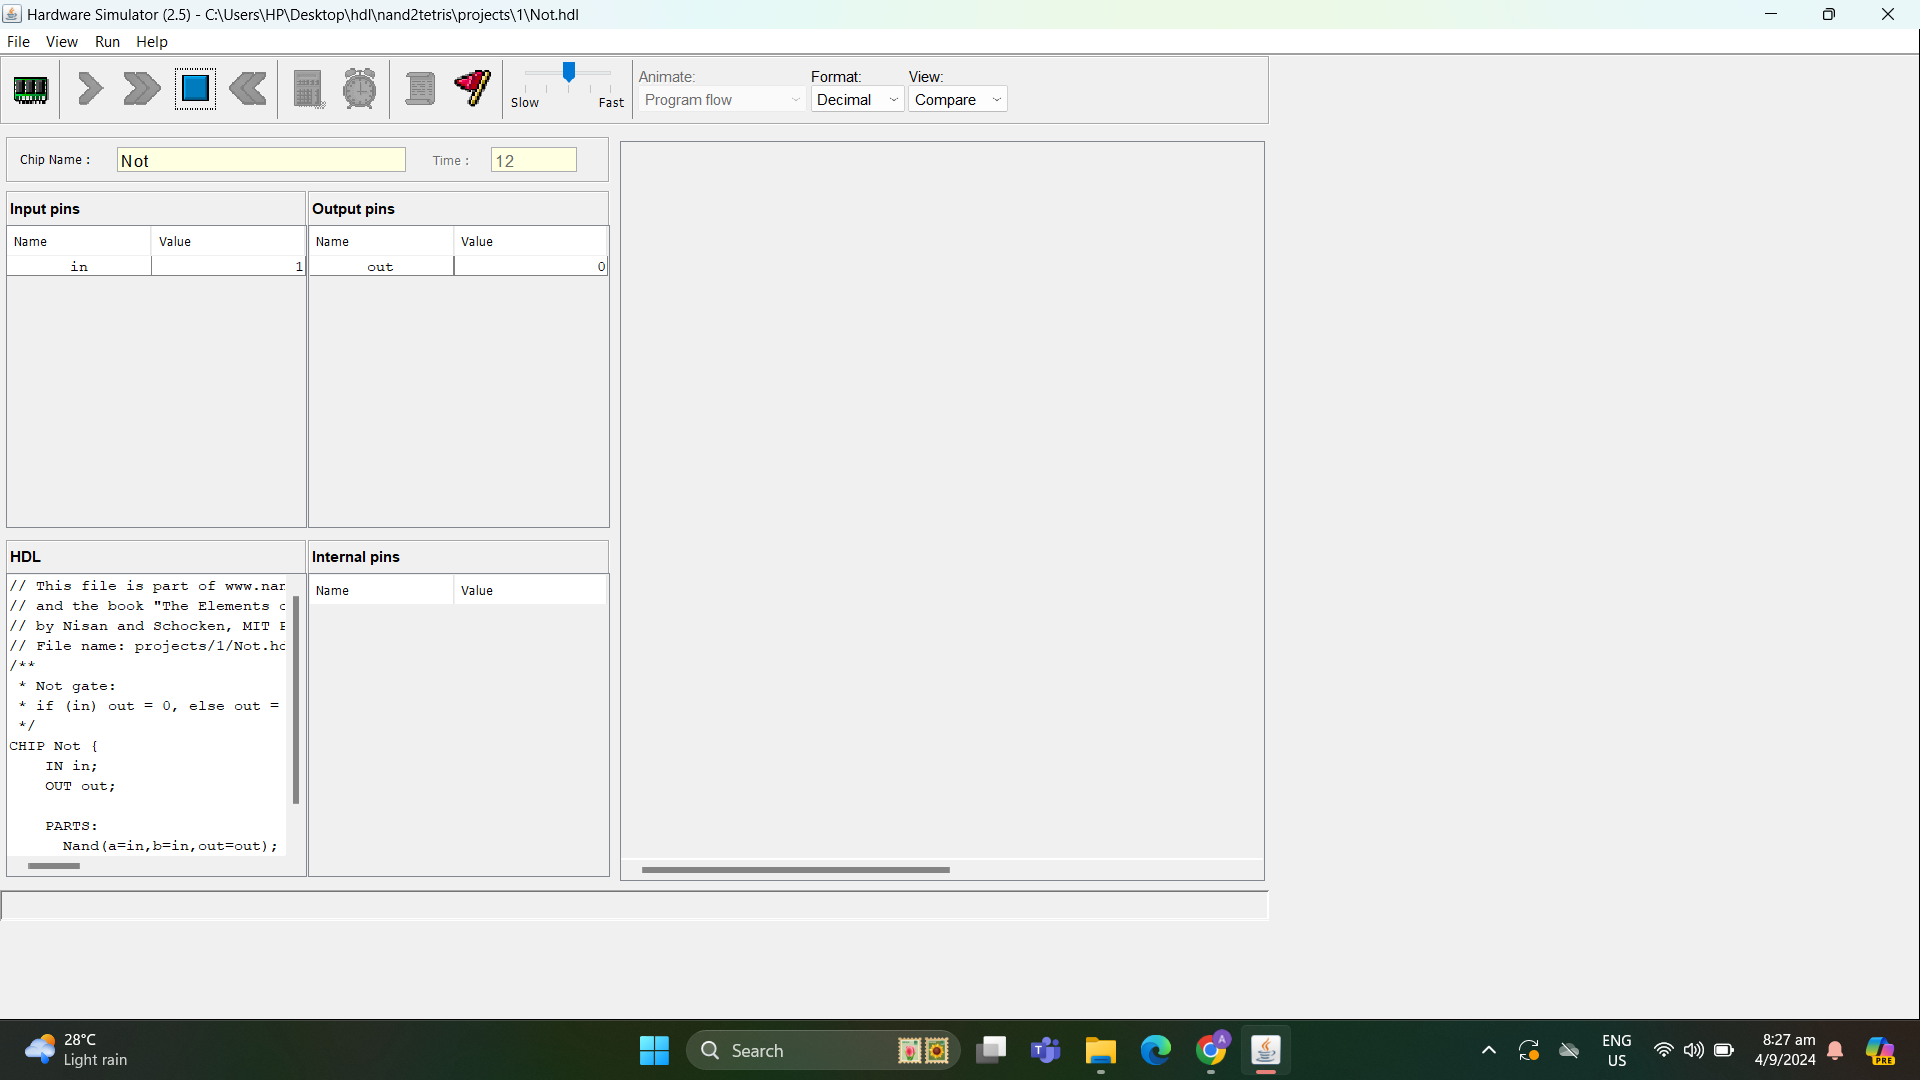 Hardware Simulator (2.5) - C:\Users\HP\Desktop\hdl\nand2tetris\projects\1\Not.hdl
File View Run Help
Slow Fast
Animate: Format: View:
Program flow Decimal Compare
Chip Name : Not Time : 12
Input pins Output pins
Name Value Name Value
in 1 out 0
HDL Internal pins
Name Value
// This file is part of www.nan
// and the book "The Elements o
// by Nisan and Schocken, MIT P
// File name: projects/1/Not.hd
/**
* Not gate:
* if (in) out = 0, else out =
*/
CHIP Not {
IN in;
OUT out;
PARTS:
Nand(a=in,b=in,out=out);
28°C
Light rain
Search
A
ENG
US
8:27 am
4/9/2024
PRE